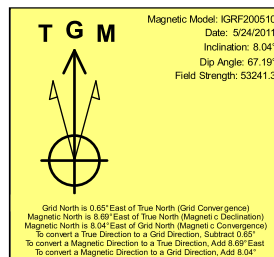 Magnetic Model: IGRF200510
Date: 5/24/2011
Inclination: 8.04°
Dip Angle: 67.19°
Field Strength: 53241.3
T G M
Grid North is 0.65° East of True North (Grid Convergence)
Magnetic North is 8.69° East of True North (Magnetic Declination)
Magnetic North is 8.04° East of Grid North (Magnetic Convergence)
To convert a True Direction to a Grid Direction, Subtract 0.65°
To convert a Magnetic Direction to a True Direction, Add 8.69° East
To convert a Magnetic Direction to a Grid Direction, Add 8.04°